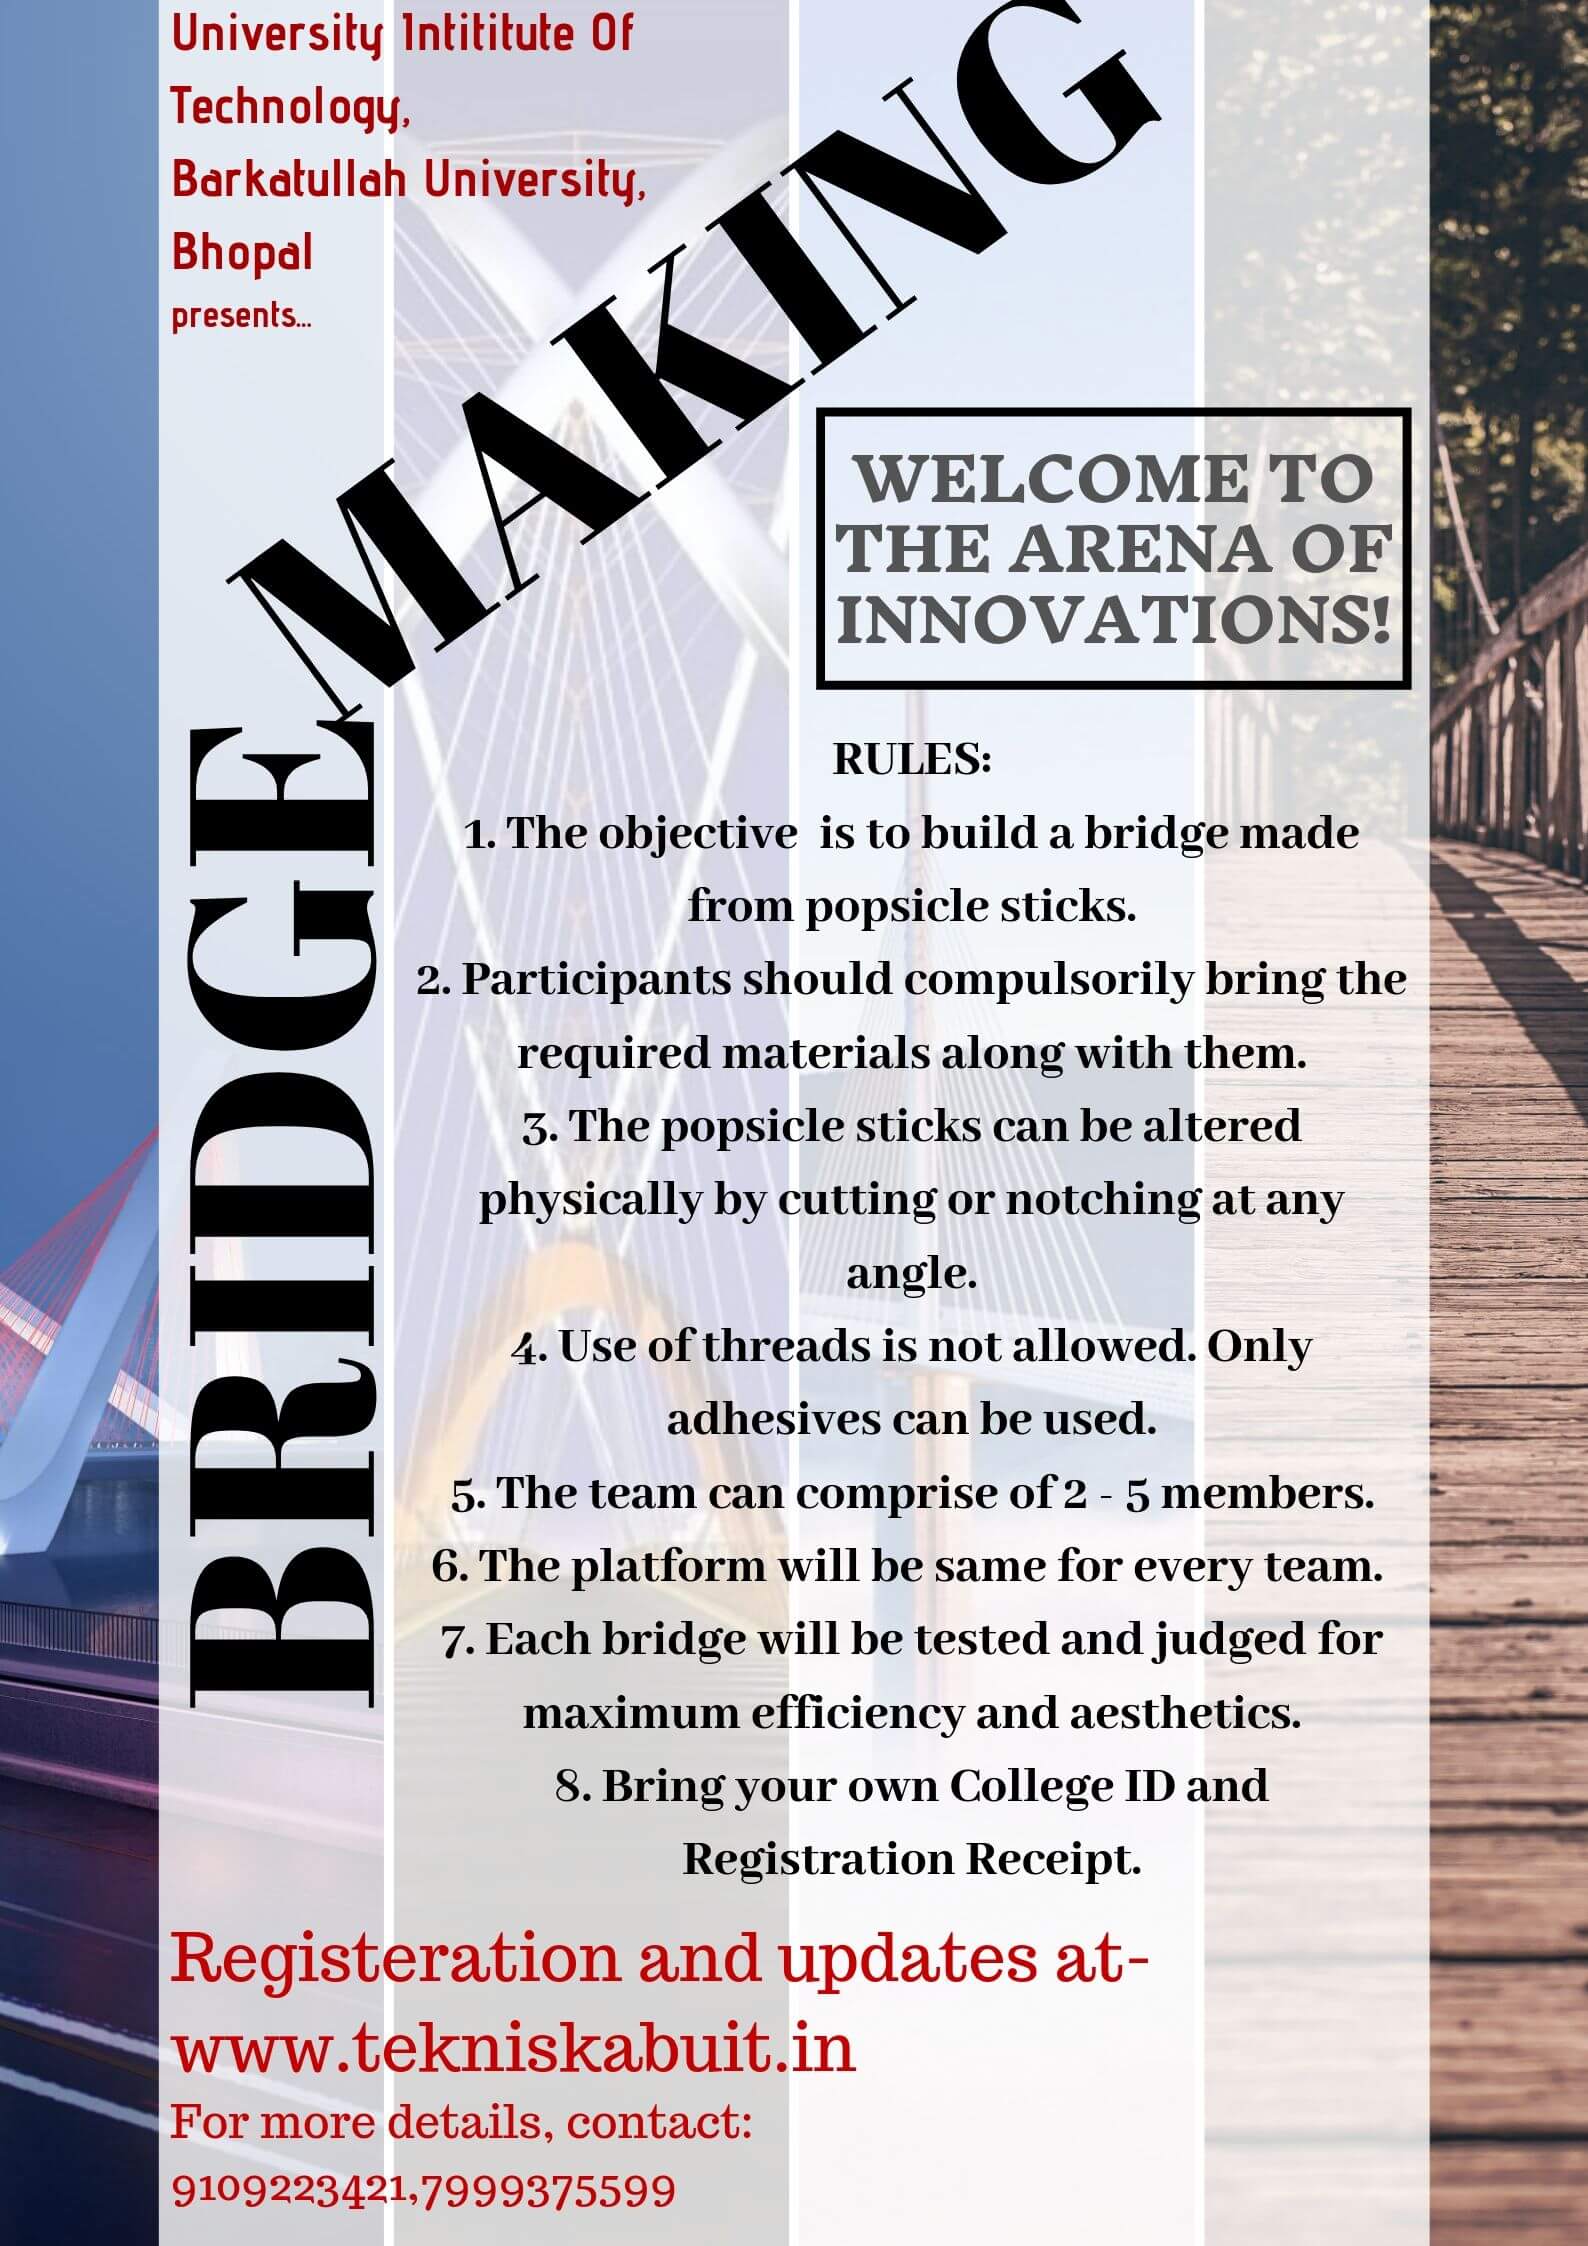 University Intititute Of
Technology,
Barkatullah University,
Bhopal
presents...
BRIDGE
MAKING
WELCOME TO
THE ARENA OF
INNOVATIONS!
RULES:
1. The objective  is to build a bridge made
from popsicle sticks.
2. Participants should compulsorily bring the
required materials along with them.
3. The popsicle sticks can be altered
physically by cutting or notching at any
angle.
4. Use of threads is not allowed. Only
adhesives can be used.
5. The team can comprise of 2 - 5 members.
6. The platform will be same for every team.
7. Each bridge will be tested and judged for
maximum efficiency and aesthetics.
8. Bring your own College ID and
Registration Receipt.
Registeration and updates at-
www.tekniskabuit.in
For more details, contact:
9109223421,7999375599